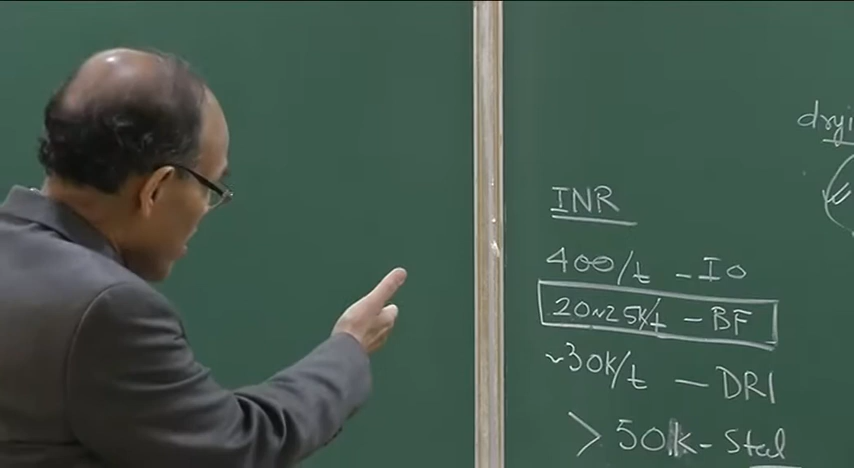 INR
400/t - IO
20~25k/t - BF
~30k/t - DRI
> 50k - Steel